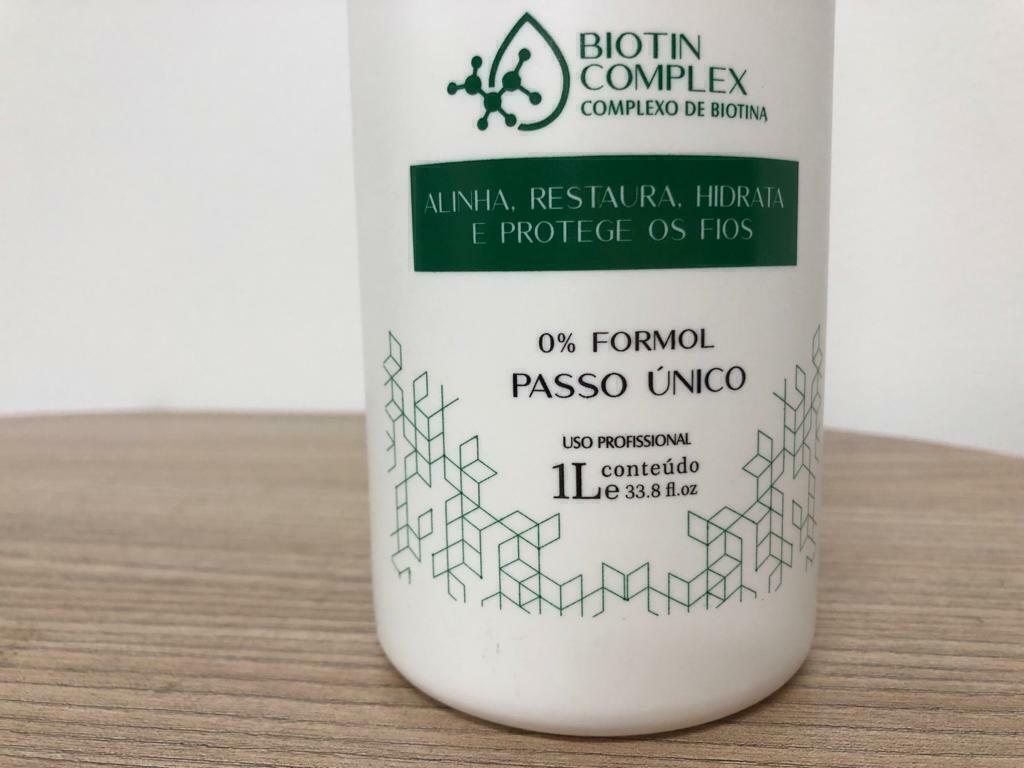 BIOTIN
COMPLEX
COMPLEXO DE BIOTINA
ALINHA, RESTAURA, HIDRATA
E PROTEGE OS FIOS
0% FORMOL
PASSO ÚNICO
USO PROFISSIONAL
1L e conteúdo
33.8 fl.oz